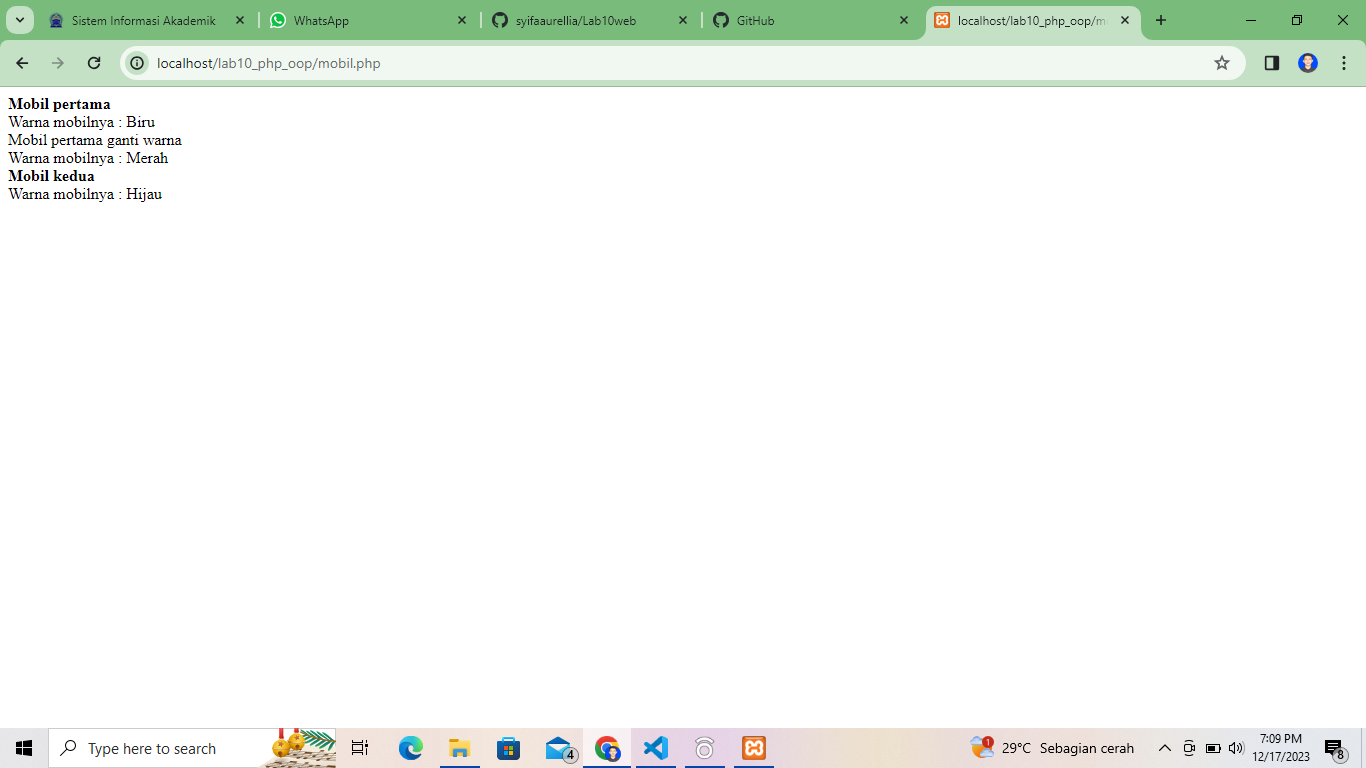 Sistem Informasi Akademik
WhatsApp
syifaaurellia/Lab10web
GitHub
localhost/lab10_php_oop/mo
localhost/lab10_php_oop/mobil.php
Mobil pertama
Warna mobilnya : Biru
Mobil pertama ganti warna
Warna mobilnya : Merah
Mobil kedua
Warna mobilnya : Hijau
Type here to search
4
1
29°C Sebagian cerah
7:09 PM
12/17/2023
8